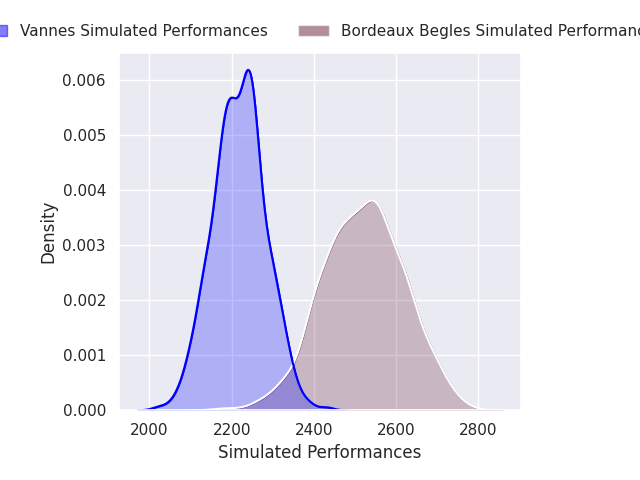 Vannes Simulated Performances
Bordeaux Begles Simulated
0.006
0.005
0.004
0.003
0.002
0.001
0.000
Density
2000 2200 2400 2600 2800
Simulated Performances